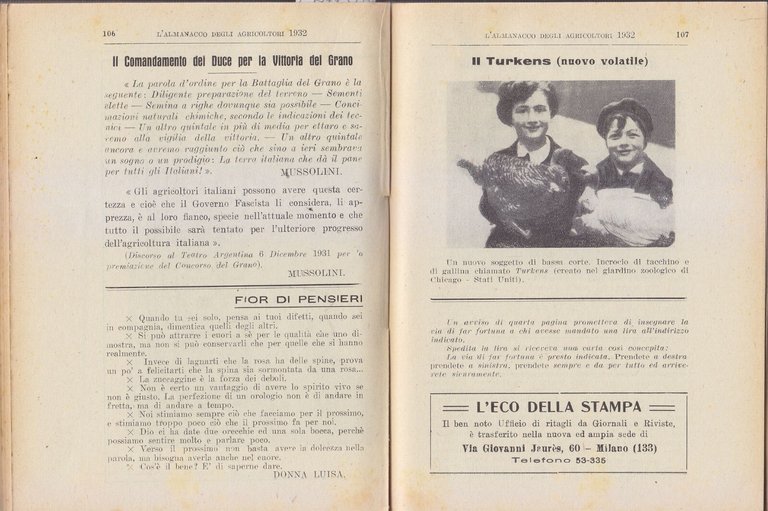 106
L'ALMANACCO DEGLI AGRICOLTORI 1932
Il Comandamento del Duce per la Vittoria del Grano
« La parola d'ordine per la Battaglia del Grano è la
seguente: Diligente preparazione del terreno — Sementi
elette — Semina a righe dovunque sia possibile — Conci-
mazioni naturali chimiche, secondo le indicazioni dei tec-
nici — Un altro quintale in più di media per ettaro e sa-
remo alla vigilia della vittoria. — Un altro quintale
ancora e avremo raggiunto ciò che sino a ieri sembrava
un sogno o un prodigio: La terra italiana che dà il pane
per tutti gli Italiani! ».
MUSSOLINI.
« Gli agricoltori italiani possono avere questa cer-
tezza e cioè che il Governo Fascista li considera, li ap-
prezza, è al loro fianco, specie nell'attuale momento e che
tutto il possibile sarà tentato per l'ulteriore progresso
dell'agricoltura italiana ».
(Discorso al Teatro Argentina 6 Dicembre 1931 per 'a
premiazione del Concorso del Grano).
MUSSOLINI.
FIOR DI PENSIERI
× Quando tu sei solo, pensa ai tuoi difetti, quando sei
in compagnia, dimentica quelli degli altri.
× Si può attrarre i cuori a sè per le qualità che uno di-
mostra, ma non si può conservarli che per quelle che si hanno
realmente.
× Invece di lagnarti che la rosa ha delle spine, prova
un po' a felicitarti che la spina sia sormontata da una rosa...
× La zuccaggine è la forza dei deboli.
× Non è certo un vantaggio di avere lo spirito vivo se
non è giusto. La perfezione di un orologio non è di andare in
fretta, ma di andare a tempo.
× Noi stimiamo sempre ciò che facciamo per il prossimo,
e stimiamo troppo poco ciò che il prossimo fa per noi.
× Dio ci ha date due orecchie ed una sola bocca, perchè
possiamo sentire molto e parlare poco.
× Verso il prossimo non basta avere la dolcezza nella
parola, ma bisogna averla anche nel cuore.
× Cos'è il bene? E' di saperne dare.
DONNA LUISA.
L'ALMANACCO DEGLI AGRICOLTORI 1932
107
Il Turkens (nuovo volatile)
Un nuovo soggetto di bassa corte. Incrocio di tacchino e
di gallina chiamato Turkens (creato nel giardino zoologico di
Chicago - Stati Uniti).
Un avviso di quarta pagina prometteva di insegnare la
via di far fortuna a chi avesse mandato una lira all'indirizzo
indicato.
Spedita la lira si riceveva una carta così concepita:
La via di far fortuna è presto indicata. Prendete a destra
prendete a sinistra, prendete sempre e da per tutto ed arrive-
rete sicuramente.
L'ECO DELLA STAMPA
Il ben noto Ufficio di ritagli da Giornali e Riviste,
è trasferito nella nuova ed ampia sede di
Via Giovanni Jaurès, 60 - Milano (133)
Telefono 53-335